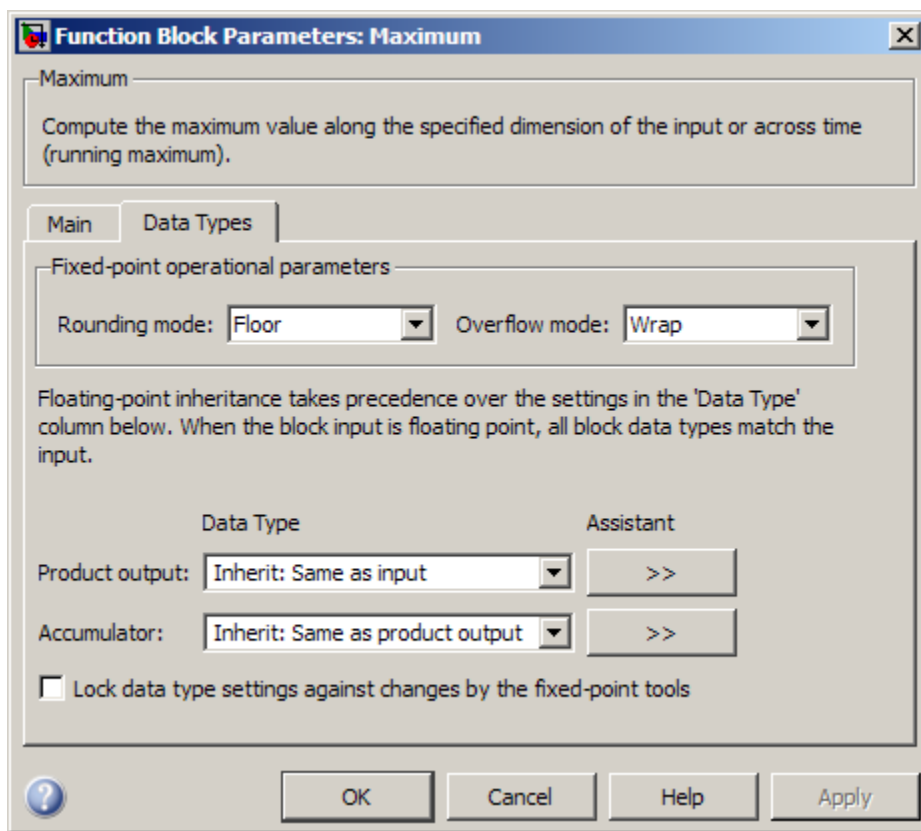 Function Block Parameters: Maximum
Maximum
Compute the maximum value along the specified dimension of the input or across time
(running maximum).
Main Data Types
Fixed-point operational parameters
Rounding mode: Floor Overflow mode: Wrap
Floating-point inheritance takes precedence over the settings in the 'Data Type'
column below. When the block input is floating point, all block data types match the
input.
Data Type Assistant
Product output: Inherit: Same as input >>
Accumulator: Inherit: Same as product output >>
Lock data type settings against changes by the fixed-point tools
? OK Cancel Help Apply